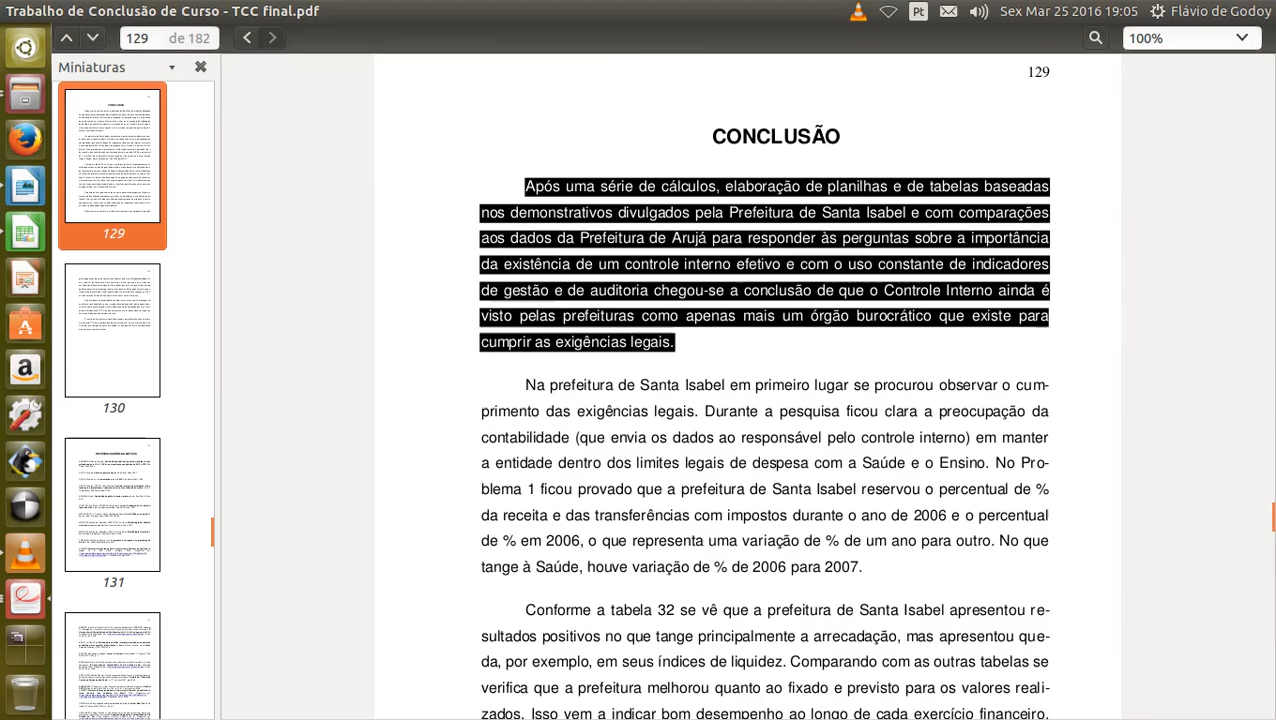 Trabalho de Conclusão de Curso - TCC final.pdf
Pt
Sex Mar 25 2016 19:05
Flávio de Godoy
129
de 182
100%
Miniaturas
129
130
131
129
CONCLUSÃO
Após uma série de cálculos, elaboração de planilhas e de tabelas baseadas
nos demonstrativos divulgados pela Prefeitura de Santa Isabel e com comparações
aos dados da Prefeitura de Arujá para responder às perguntas sobre a importância
da existência de um controle interno efetivo e com o uso constante de indicadores
de gestão e de auditoria chegou-se a conclusão de que o Controle Interno ainda é
visto pelas prefeituras como apenas mais um órgão burocrático que existe para
cumprir as exigências legais.
Na prefeitura de Santa Isabel em primeiro lugar se procurou observar o cum-
primento das exigências legais. Durante a pesquisa ficou clara a preocupação da
contabilidade (que envia os dados ao responsável pelo controle interno) em manter
a entidade dentro dos limites legais de despesa com a Saúde e o Ensino. No Pro-
blema 1 ficou provado que a prefeitura de Santa Isabel reservou o percentual de %
da receita das transferências com impostos. No ano de 2006 o percentual
de % em 2006, o que representa uma variação de % de um ano para outro. No que
tange à Saúde, houve variação de % de 2006 para 2007.
Conforme a tabela 32 se vê que a prefeitura de Santa Isabel apresentou re-
sultados positivos no que tange principalmente a arrecadação, mas apresentou que-
da, por exemplo, em seus índices de liquidez. Comparando com as outras tabelas se
verifica que a prefeitura melhorou quanto ao que era previsto para os valores reali-
zados. Isso vem a indicar bom desempenho ao longo de cada exercício financeiro.